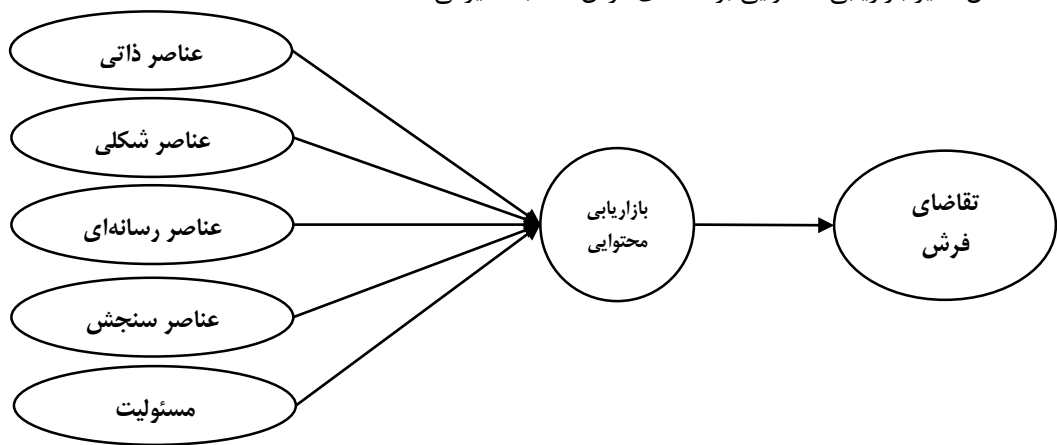 عناصر ذاتی
عناصر شکلی
عناصر رسانه‌ای
عناصر سنجش
مسئولیت
بازاریابی
محتوایی
تقاضای
فرش